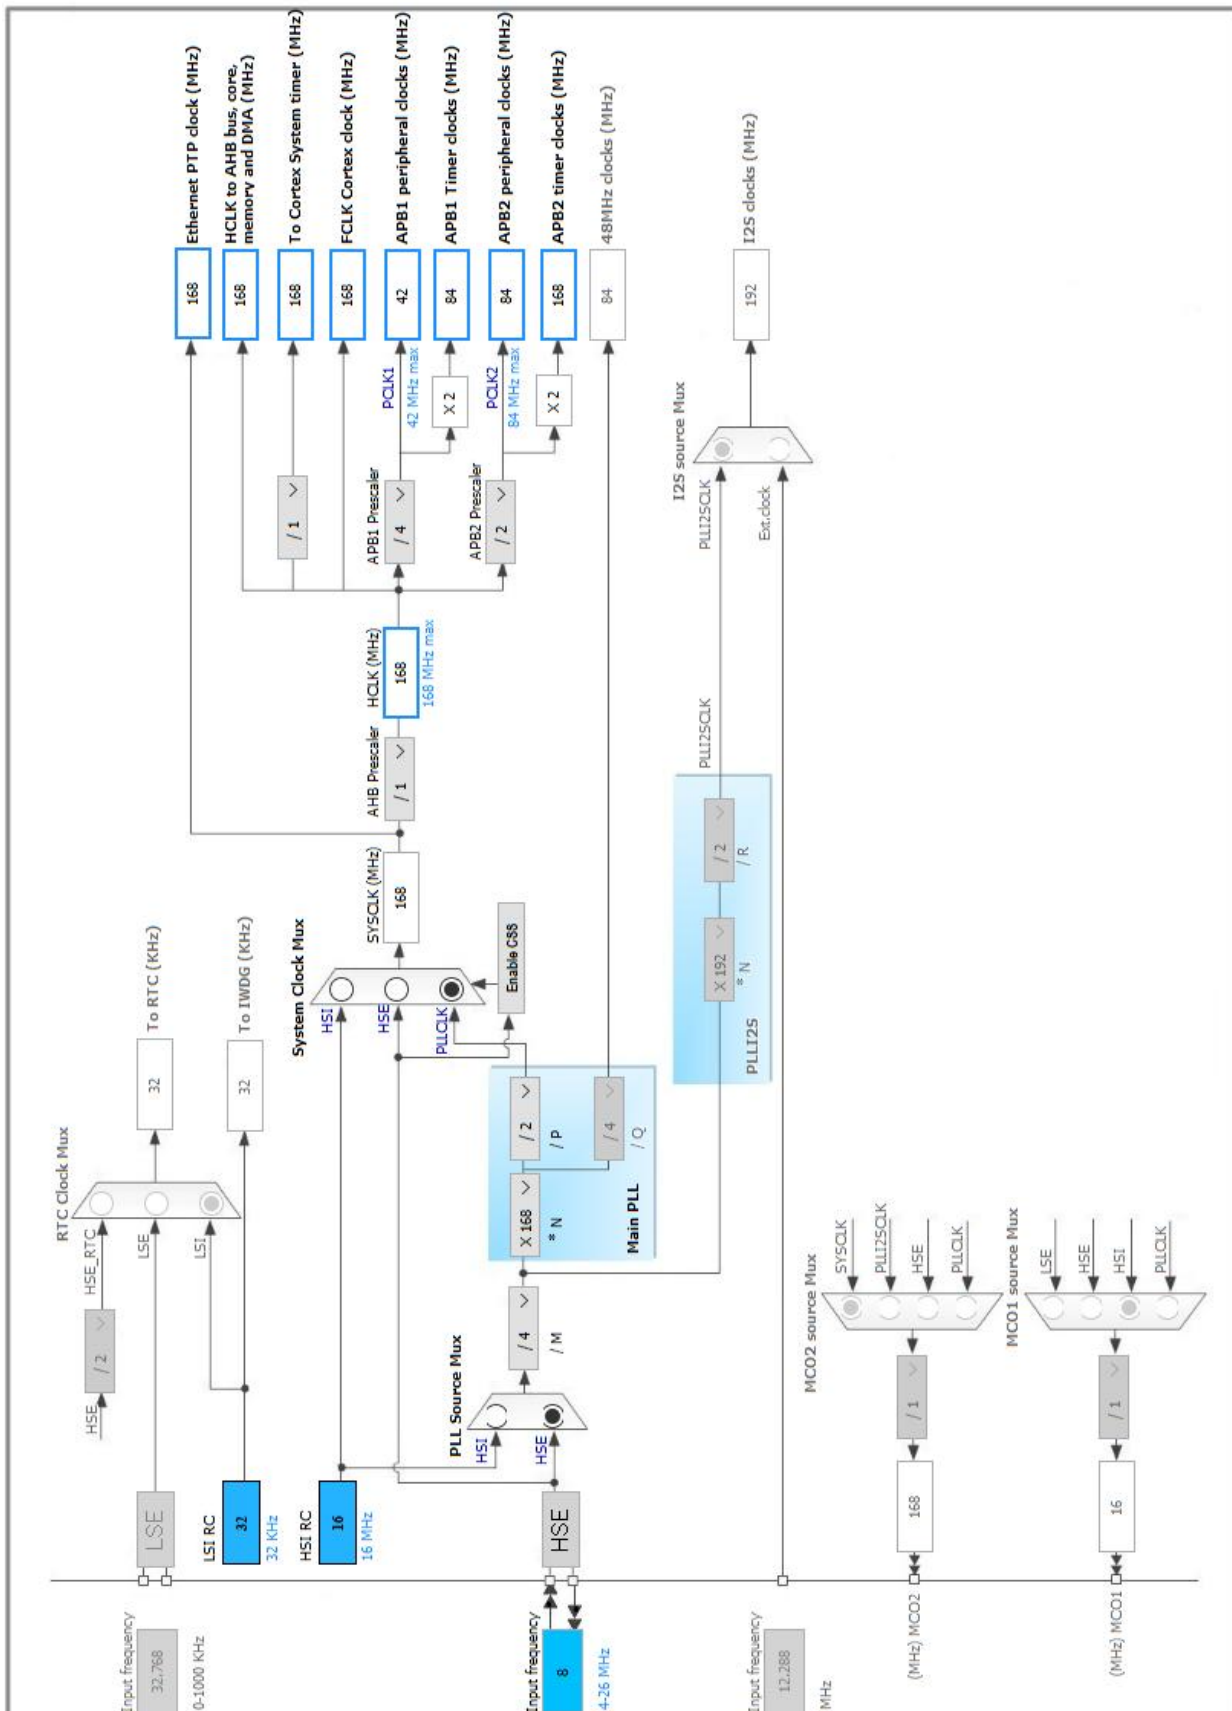 Input frequency
32.768
0-1000 KHz
LSE
HSE
/ 2
HSE_RTC
LSE
LSI
RTC Clock Mux
32
To RTC (KHz)
LSI RC
32
32 KHz
32
To IWDG (KHz)
HSI RC
16
16 MHz
Input frequency
8
4-26 MHz
HSE
PLL Source Mux
HSI
HSE
/ 4
/ M
X 168
* N
/ 2
/ P
/ 4
/ Q
Main PLL
System Clock Mux
HSI
HSE
PLLCLK
Enable CSS
SYSCLK (MHz)
168
AHB Prescaler
/ 1
HCLK (MHz)
168
168 MHz max
168
Ethernet PTP clock (MHz)
168
HCLK to AHB bus, core,
memory and DMA (MHz)
/ 1
168
To Cortex System timer (MHz)
168
FCLK Cortex clock (MHz)
APB1 Prescaler
/ 4
PCLK1
42 MHz max
42
APB1 peripheral clocks (MHz)
X 2
84
APB1 Timer clocks (MHz)
APB2 Prescaler
/ 2
PCLK2
84 MHz max
84
APB2 peripheral clocks (MHz)
X 2
168
APB2 timer clocks (MHz)
84
48MHz clocks (MHz)
PLLI2S
X 192
* N
/ 2
/ R
PLLI2SCLK
PLLI2SCLK
I2S source Mux
Ext.clock
192
I2S clocks (MHz)
Input frequency
12.288
MHz
MCO2 source Mux
SYSCLK
PLLI2SCLK
HSE
PLLCLK
/ 1
168
(MHz) MCO2
MCO1 source Mux
LSE
HSE
HSI
PLLCLK
/ 1
16
(MHz) MCO1